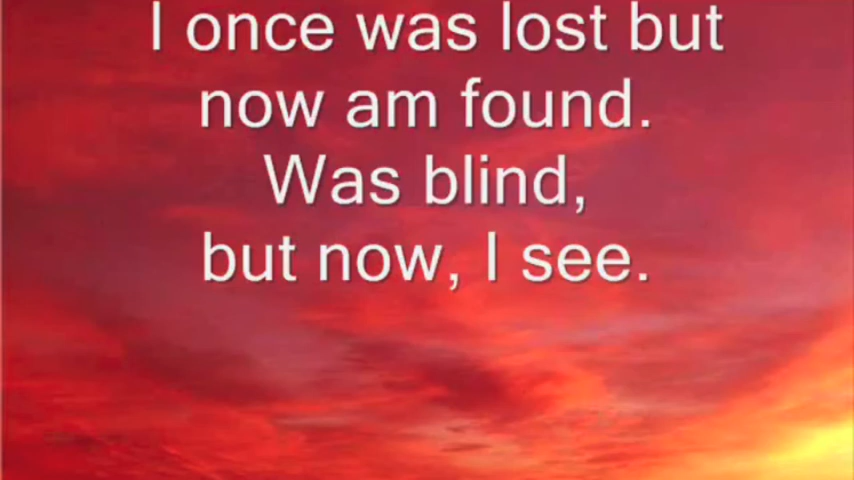 I once was lost but
now am found.
Was blind,
but now, I see.